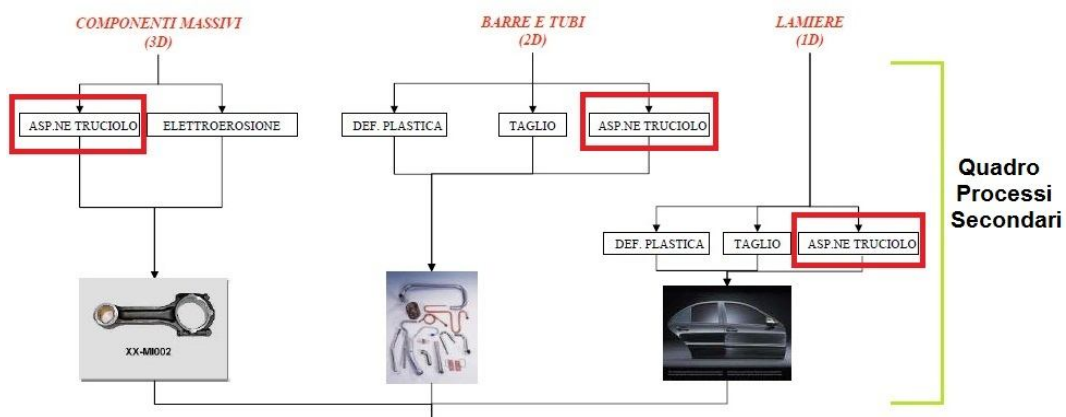 COMPONENTI MASSIVI
(3D)
BARRE E TUBI
(2D)
LAMIERE
(1D)
ASP.NE TRUCIOLO
ELETTROEROSIONE
DEF. PLASTICA
TAGLIO
ASP.NE TRUCIOLO
Quadro
Processi
Secondari
DEF. PLASTICA
TAGLIO
ASP.NE TRUCIOLO
XX-MI002